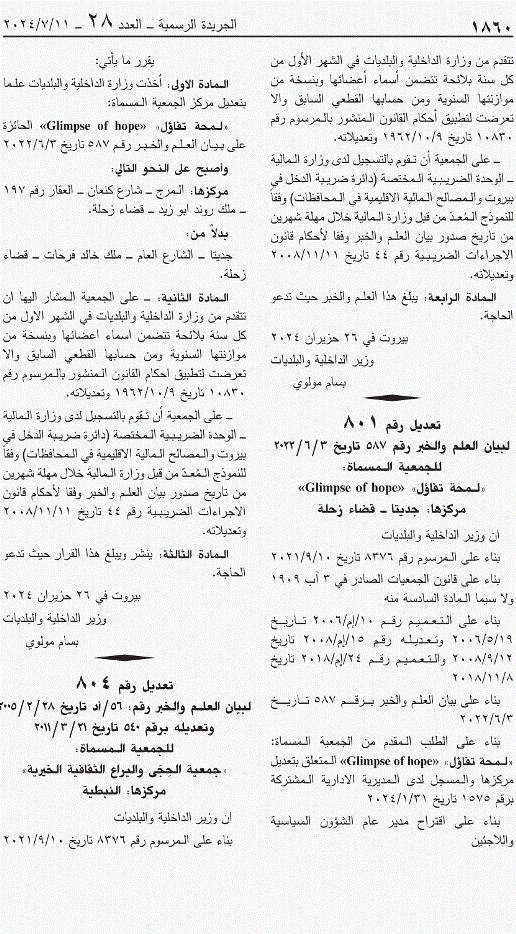 ١٨٦٠
الجريدة الرسمية ــ العدد ٢٨ ــ ٢٠٢٤/٧/١١
تتقدم من وزارة الداخلية والبلديات في الشهر الأول من
كل سنة بلائحة تتضمن أسماء أعضائها وبنسخة من
موازنتها السنوية ومن حسابها القطعي السابق والا
تعرضت لتطبيق أحكام القانون المنشور بالمرسوم رقم
١٠٨٣٠ تاريخ ١٩٦٢/١٠/٩ وتعديلاته.
ــ على الجمعية أن تقوم بالتسجيل لدى وزارة المالية
ــ الوحدة الضريبية المختصة (دائرة ضريبة الدخل في
بيروت والمصالح المالية الاقليمية في المحافظات) وفقاً
للنموذج المُعدّ من قبل وزارة المالية خلال مهلة شهرين
من تاريخ صدور بيان العلم والخبر وفقا لأحكام قانون
الاجراءات الضريبية رقم ٤٤ تاريخ ٢٠٠٨/١١/١١
وتعديلاته.
المادة الرابعة: يبلغ هذا العلم والخبر حيث تدعو
الحاجة.
بيروت في ٢٦ حزيران ٢٠٢٤
وزير الداخلية والبلديات
بسام مولوي
تعديل رقم ٨٠١
لبيان العلم والخبر رقم ٥٨٧ تاريخ ٢٠٢٢/٦/٣
للجمعية المسماة:
«لـمحة تفاؤل» «Glimpse of hope»
مركزها: جديتا ــ قضاء زحلة
ان وزير الداخلية والبلديات
بناء على المرسوم رقم ٨٣٧٦ تاريخ ٢٠٢١/٩/١٠
بناء على قانون الجمعيات الصادر في ٣ آب ١٩٠٩
ولا سيما المادة السادسة منه
بناء على التعميم رقم ١٠/إم/٢٠٠٦ تاريخ
٢٠٠٦/٥/١٩ وتعديله رقم ١٥/إم/٢٠٠٨ تاريخ
٢٠٠٨/٩/١٢ والتعميم رقم ٢٤/إم/٢٠١٨ تاريخ
٢٠١٨/١١/٨
بناء على بيان العلم والخبر برقم ٥٨٧ تاريخ
٢٠٢٢/٦/٣
بناء على الطلب المقدم من الجمعية المسماة:
«لـمحة تفاؤل» «Glimpse of hope» المتعلق بتعديل
مركزها والمسجل لدى المديرية الادارية المشتركة
برقم ١٥٧٥ تاريخ ٢٠٢٤/١/٣١
بناء على اقتراح مدير عام الشؤون السياسية
واللاجئين
يقرر ما يأتي:
المادة الاولى: أخذت وزارة الداخلية والبلديات علما
بتعديل مركز الجمعية المسماة:
«لـمحة تفاؤل» «Glimpse of hope» الحائزة
على بيان العلم والخبر رقم ٥٨٧ تاريخ ٢٠٢٢/٦/٣
وأصبح على النحو التالي:
مركزها: المرج ــ شارع كنعان ــ العقار رقم ١٩٧
ــ ملك روند ابو زيد ــ قضاء زحلة.
بدلاً من:
جديتا ــ الشارع العام ــ ملك خالد فرحات ــ قضاء
زحلة.
المادة الثانية: ــ على الجمعية المشار اليها ان
تتقدم من وزارة الداخلية والبلديات في الشهر الاول من
كل سنة بلائحة تتضمن اسماء اعضائها وبنسخة من
موازنتها السنوية ومن حسابها القطعي السابق والا
تعرضت لتطبيق احكام القانون المنشور بالمرسوم رقم
١٠٨٣٠ تاريخ ١٩٦٢/١٠/٩ وتعديلاته.
ــ على الجمعية أن تقوم بالتسجيل لدى وزارة المالية
ــ الوحدة الضريبية المختصة (دائرة ضريبة الدخل في
بيروت والمصالح المالية الاقليمية في المحافظات) وفقاً
للنموذج المُعدّ من قبل وزارة المالية خلال مهلة شهرين
من تاريخ صدور بيان العلم والخبر وفقا لأحكام قانون
الاجراءات الضريبية رقم ٤٤ تاريخ ٢٠٠٨/١١/١١
وتعديلاته.
المادة الثالثة: ينشر ويبلغ هذا القرار حيث تدعو
الحاجة.
بيروت في ٢٦ حزيران ٢٠٢٤
وزير الداخلية والبلديات
بسام مولوي
تعديل رقم ٨٠٤
لبيان العلم والخبر رقم: ٥٦/أد تاريخ ٢٠٠٥/٢/٢٨
وتعديله برقم ٥٤٠ تاريخ ٢٠١١/٣/٢١
للجمعية المسماة:
«جمعية الحجى والبراع الثقافية الخيرية»
مركزها: النبطية
ان وزير الداخلية والبلديات
بناء على المرسوم رقم ٨٣٧٦ تاريخ ٢٠٢١/٩/١٠